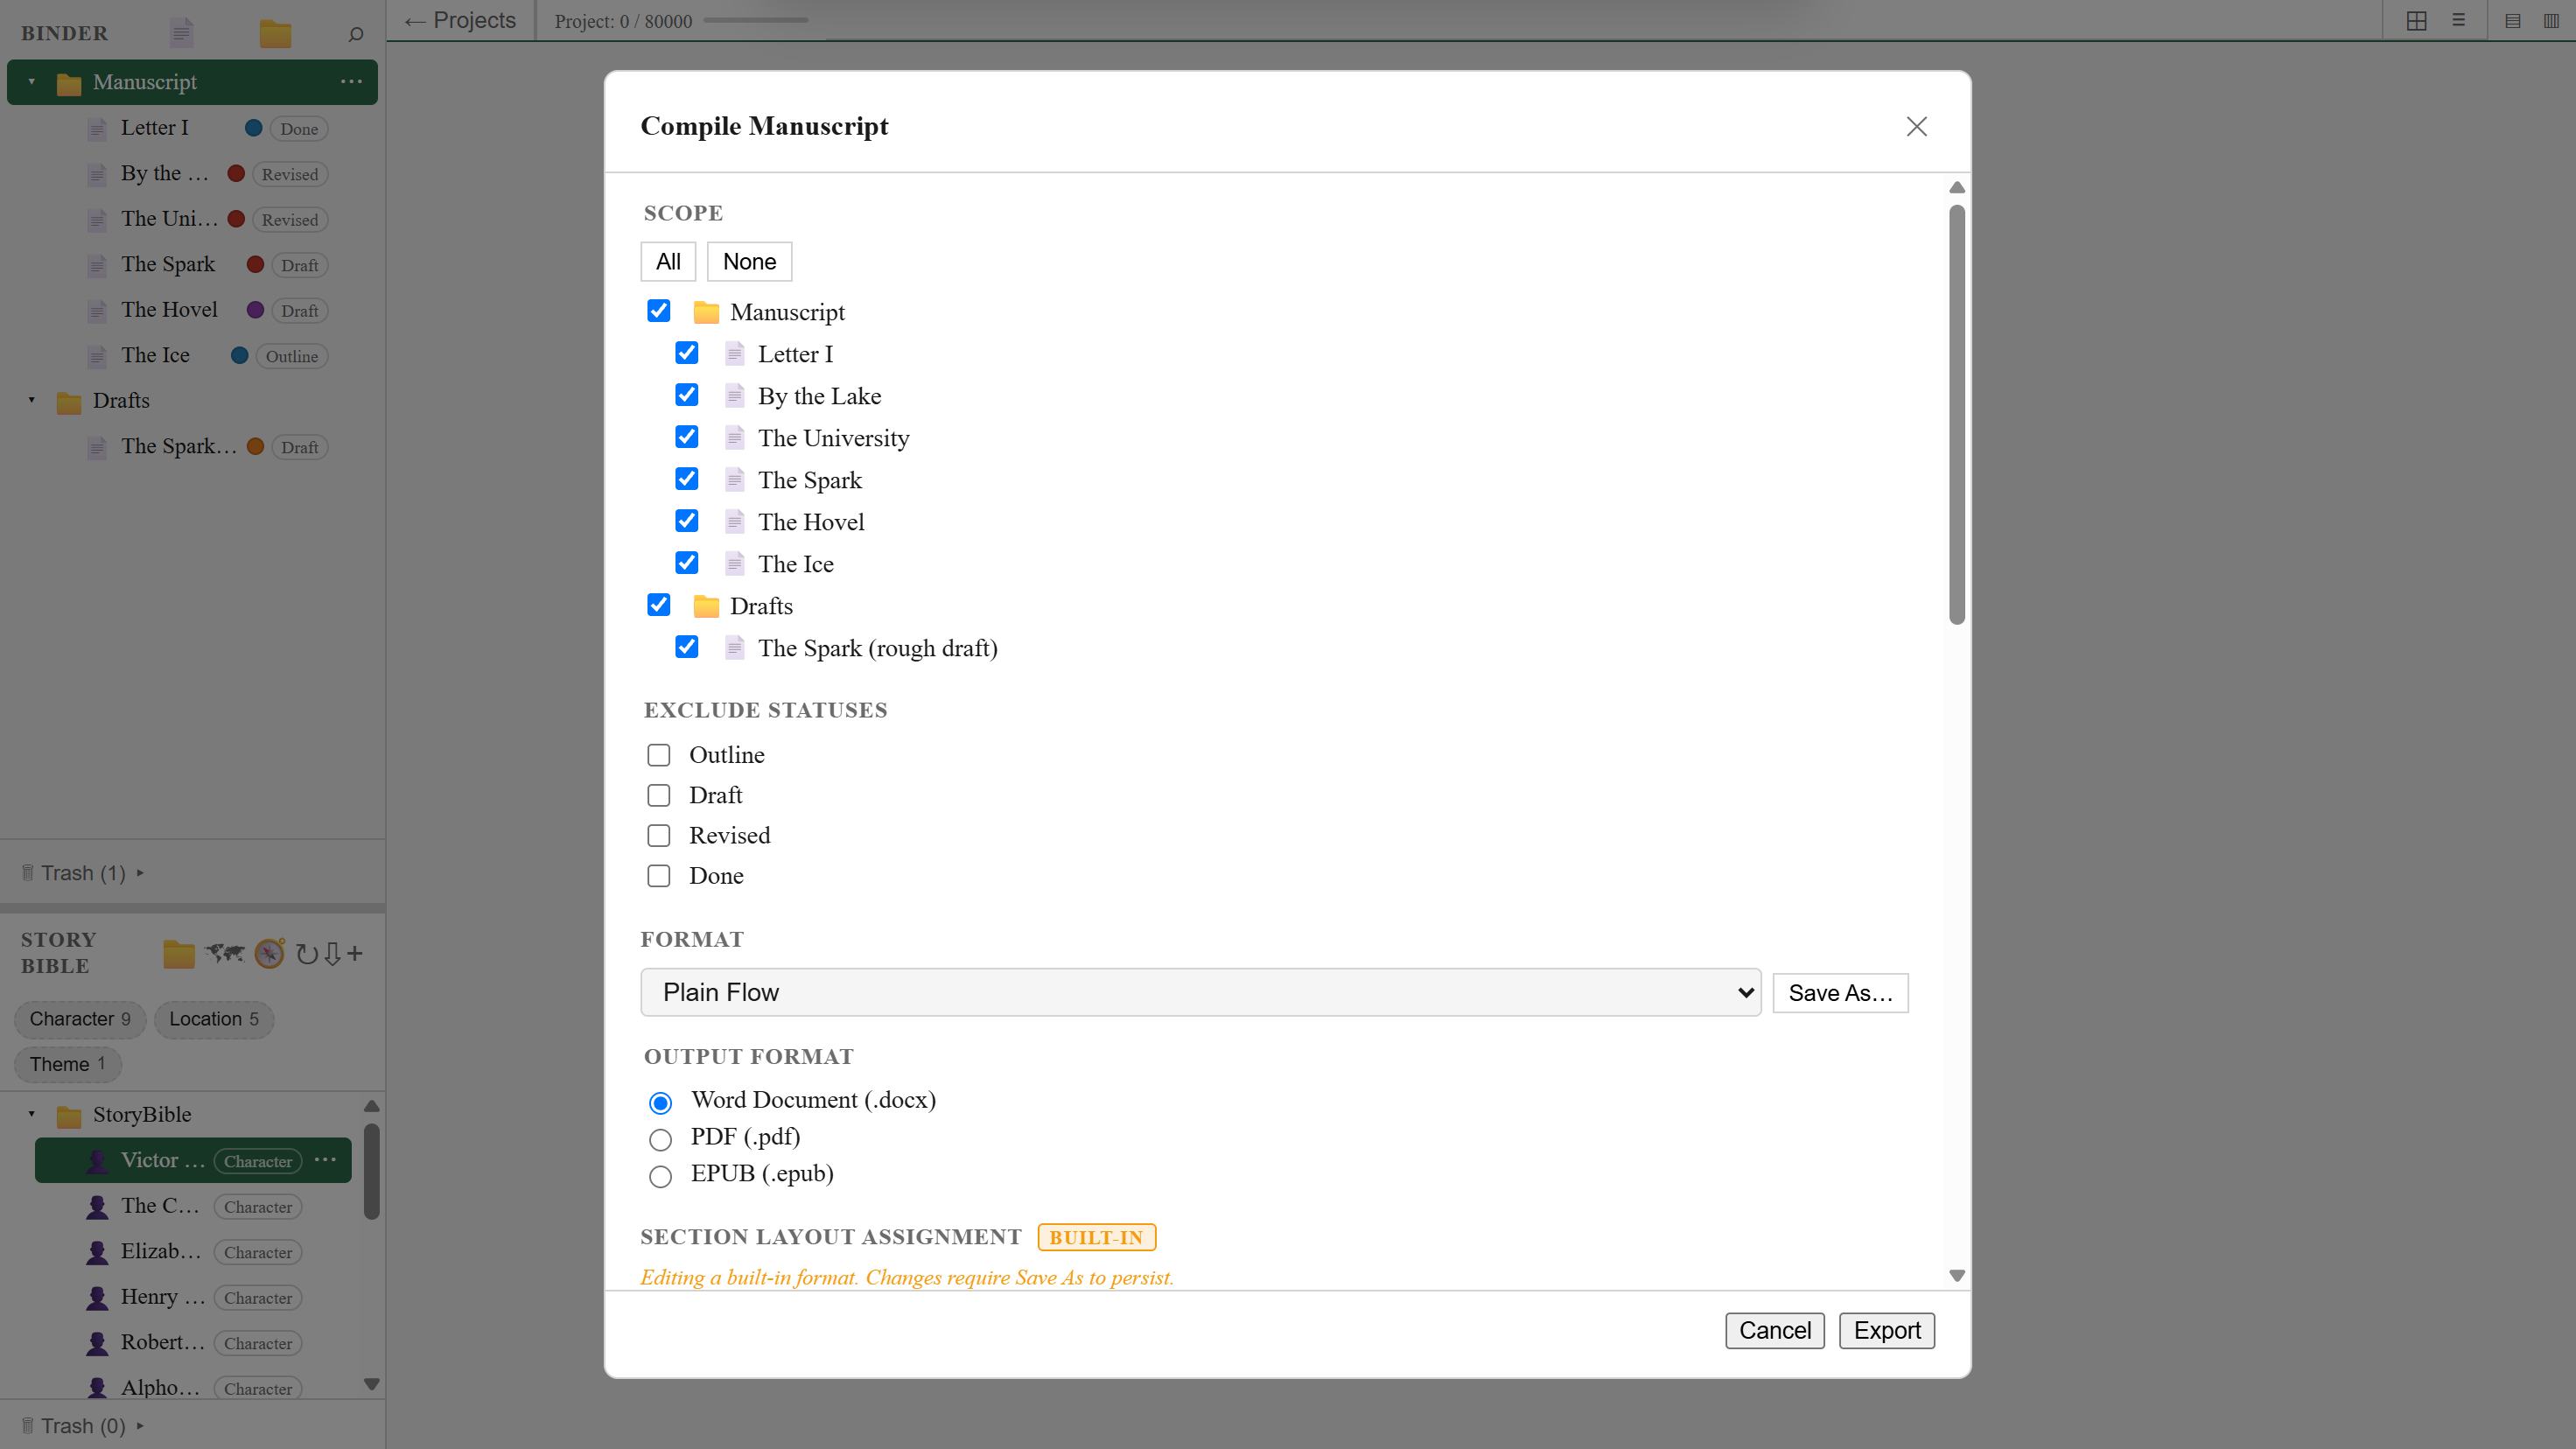 BINDER
Manuscript
Letter I Done
By the … Revised
The Uni… Revised
The Spark Draft
The Hovel Draft
The Ice Outline
Drafts
The Spark… Draft
Trash (1)
STORY
BIBLE
Character 9 Location 5
Theme 1
StoryBible
Victor … Character
The C… Character
Elizab… Character
Henry … Character
Robert… Character
Alpho… Character
Trash (0)
← Projects Project: 0 / 80000
Compile Manuscript
SCOPE
All None
Manuscript
Letter I
By the Lake
The University
The Spark
The Hovel
The Ice
Drafts
The Spark (rough draft)
EXCLUDE STATUSES
Outline
Draft
Revised
Done
FORMAT
Plain Flow Save As…
OUTPUT FORMAT
Word Document (.docx)
PDF (.pdf)
EPUB (.epub)
SECTION LAYOUT ASSIGNMENT BUILT-IN
Editing a built-in format. Changes require Save As to persist.
Cancel Export